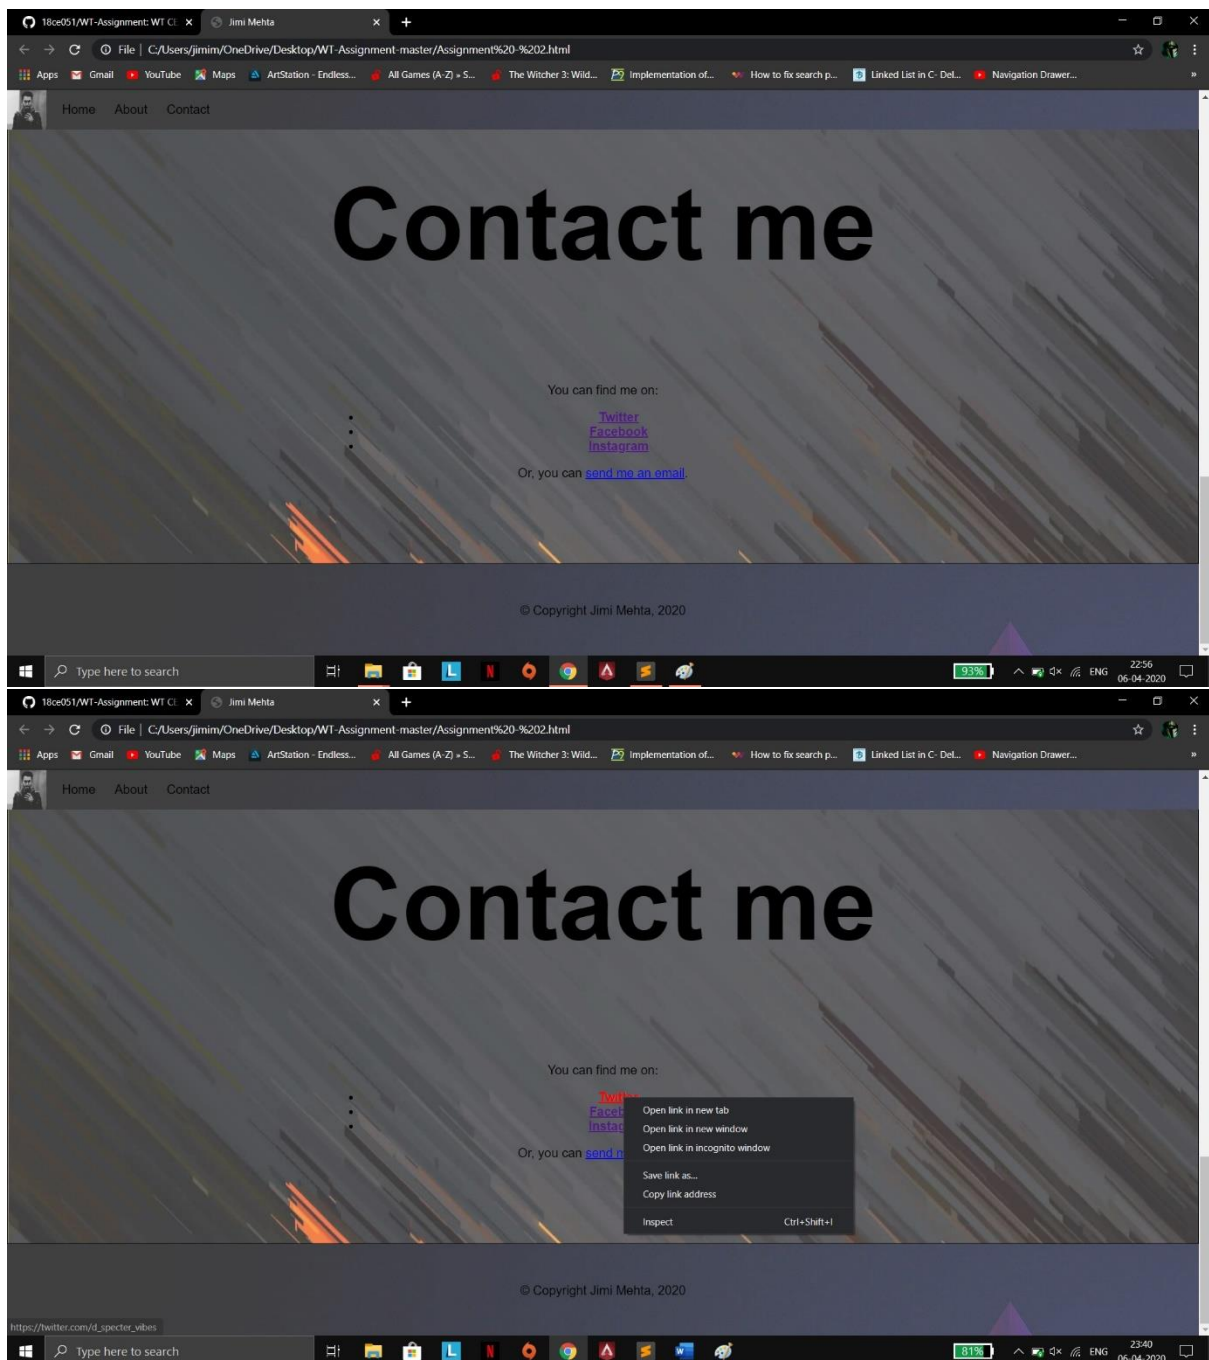 18ce051/WT-Assignment: WT CE
Jimi Mehta
File | C:/Users/jimim/OneDrive/Desktop/WT-Assignment-master/Assignment%20-%202.html
Apps Gmail YouTube Maps ArtStation - Endless... All Games (A-Z) » S... The Witcher 3: Wild... Implementation of... How to fix search p... Linked List in C- Del... Navigation Drawer... »
Home About Contact
Contact me
You can find me on:
Twitter
Facebook
Instagram
Or, you can send me an email.
© Copyright Jimi Mehta, 2020
Type here to search
93%
ENG
22:56
06-04-2020
18ce051/WT-Assignment: WT CE
Jimi Mehta
File | C:/Users/jimim/OneDrive/Desktop/WT-Assignment-master/Assignment%20-%202.html
Apps Gmail YouTube Maps ArtStation - Endless... All Games (A-Z) » S... The Witcher 3: Wild... Implementation of... How to fix search p... Linked List in C- Del... Navigation Drawer... »
Home About Contact
Contact me
You can find me on:
Twitter
Faceb
Instag
Or, you can send m
Open link in new tab
Open link in new window
Open link in incognito window
Save link as...
Copy link address
Inspect Ctrl+Shift+I
© Copyright Jimi Mehta, 2020
https://twitter.com/d_specter_vibes
Type here to search
81%
ENG
23:40
06-04-2020